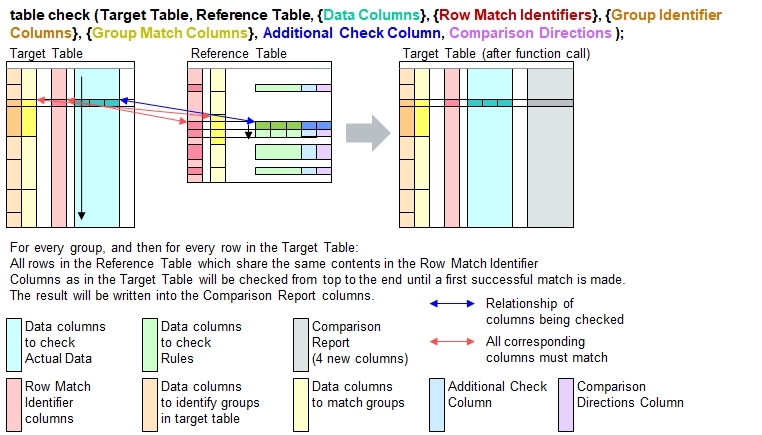 table check (Target Table, Reference Table, {Data Columns}, {Row Match Identifiers}, {Group Identifier
Columns}, {Group Match Columns}, Additional Check Column, Comparison Directions );
Target Table
Reference Table
Target Table (after function call)
For every group, and then for every row in the Target Table:
All rows in the Reference Table which share the same contents in the Row Match Identifier
Columns as in the Target Table will be checked from top to the end until a first successful match is made.
The result will be written into the Comparison Report columns.
Data columns
to check
Actual Data
Data columns
to check
Rules
Comparison
Report
(4 new columns)
Relationship of
columns being checked
All corresponding
columns must match
Row Match
Identifier
columns
Data columns
to identify groups
in target table
Data columns
to match groups
Additional Check
Column
Comparison
Directions Column